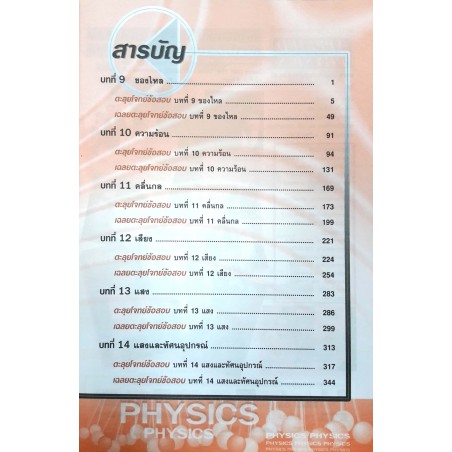 สารบัญ
บทที่ 9 ของไหล 1
ตะลุยโจทย์ข้อสอบ บทที่ 9 ของไหล 5
เฉลยตะลุยโจทย์ข้อสอบ บทที่ 9 ของไหล 49
บทที่ 10 ความร้อน 91
ตะลุยโจทย์ข้อสอบ บทที่ 10 ความร้อน 94
เฉลยตะลุยโจทย์ข้อสอบ บทที่ 10 ความร้อน 131
บทที่ 11 คลื่นกล 169
ตะลุยโจทย์ข้อสอบ บทที่ 11 คลื่นกล 173
เฉลยตะลุยโจทย์ข้อสอบ บทที่ 11 คลื่นกล 199
บทที่ 12 เสียง 221
ตะลุยโจทย์ข้อสอบ บทที่ 12 เสียง 224
เฉลยตะลุยโจทย์ข้อสอบ บทที่ 12 เสียง 254
บทที่ 13 แสง 283
ตะลุยโจทย์ข้อสอบ บทที่ 13 แสง 286
เฉลยตะลุยโจทย์ข้อสอบ บทที่ 13 แสง 299
บทที่ 14 แสงและทัศนอุปกรณ์ 313
ตะลุยโจทย์ข้อสอบ บทที่ 14 แสงและทัศนอุปกรณ์ 317
เฉลยตะลุยโจทย์ข้อสอบ บทที่ 14 แสงและทัศนอุปกรณ์ 344
PHYSICS
PHYSICS
PHYSICS PHYSICS
PHYSICS PHYSICS PHYSICS